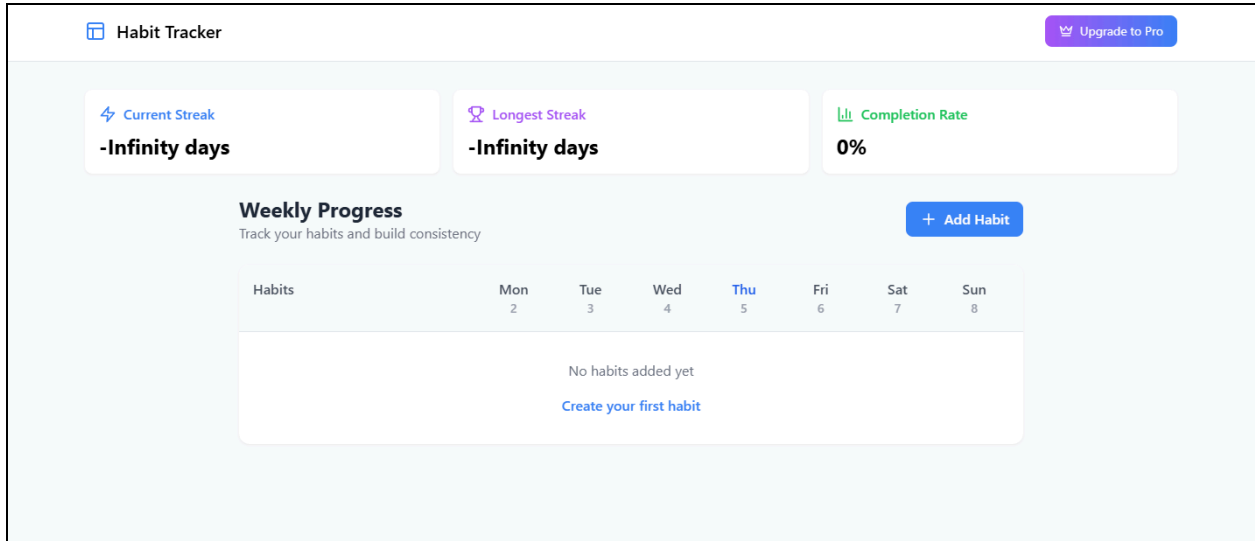 Habit Tracker
Upgrade to Pro
Current Streak
-Infinity days
Longest Streak
-Infinity days
Completion Rate
0%
Weekly Progress
Track your habits and build consistency
+ Add Habit
Habits Mon Tue Wed Thu Fri Sat Sun
2 3 4 5 6 7 8
No habits added yet
Create your first habit